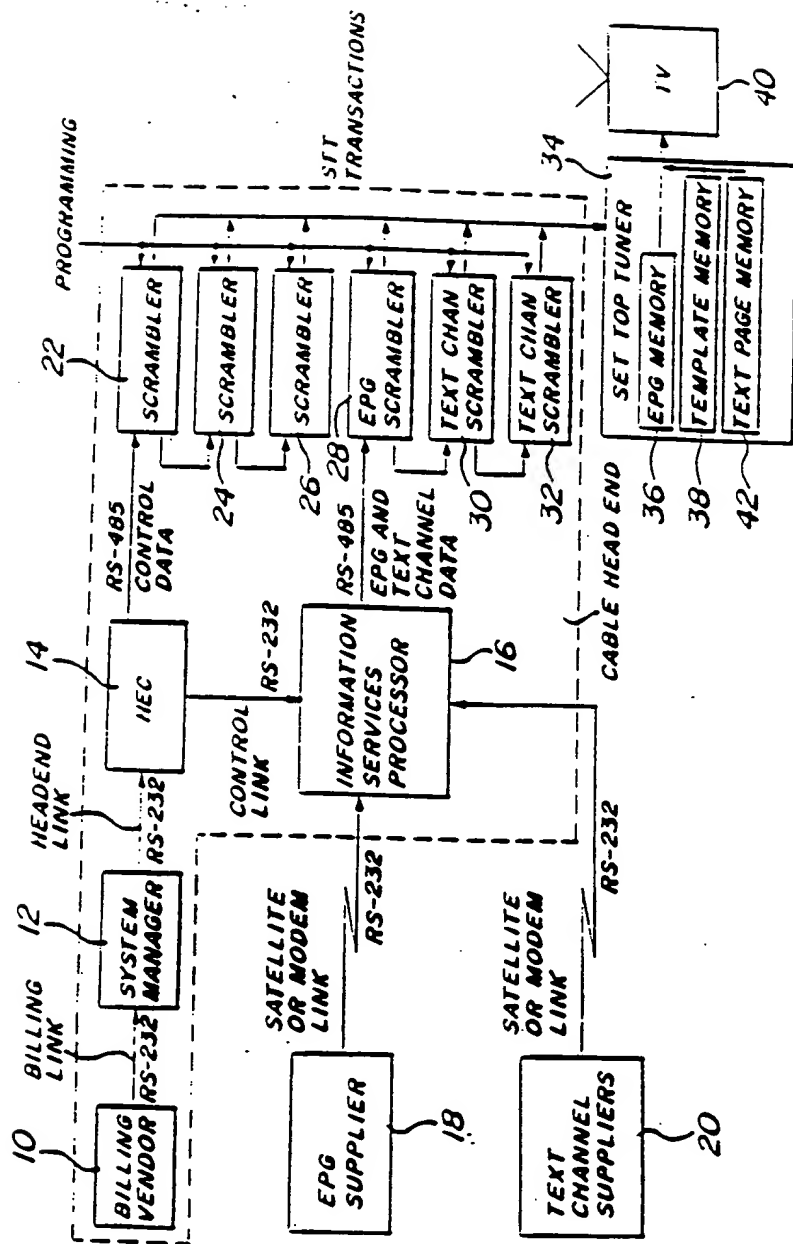 PROGRAMMING
STT
TRANSACTIONS
22
SCRAMBLER
SCRAMBLER
24
SCRAMBLER
26
EPG
SCRAMBLER
28
TEXT CHAN
SCRAMBLER
30
TEXT CHAN
SCRAMBLER
32
RS-485
CONTROL
DATA
RS-485
EPG AND
TEXT
CHANNEL
DATA
CABLE HEAD END
14
HEC
HEADEND
LINK
RS-232
CONTROL
LINK
RS-232
INFORMATION
SERVICES
PROCESSOR
16
12
SYSTEM
MANAGER
BILLING
LINK
RS-232
10
BILLING
VENDOR
SATELLITE
OR MODEM
LINK
RS-232
EPG
SUPPLIER
18
SATELLITE
OR MODEM
LINK
RS-232
TEXT
CHANNEL
SUPPLIERS
20
34
SET TOP TUNER
EPG MEMORY
36
TEMPLATE MEMORY
38
TEXT PAGE MEMORY
42
TV
40